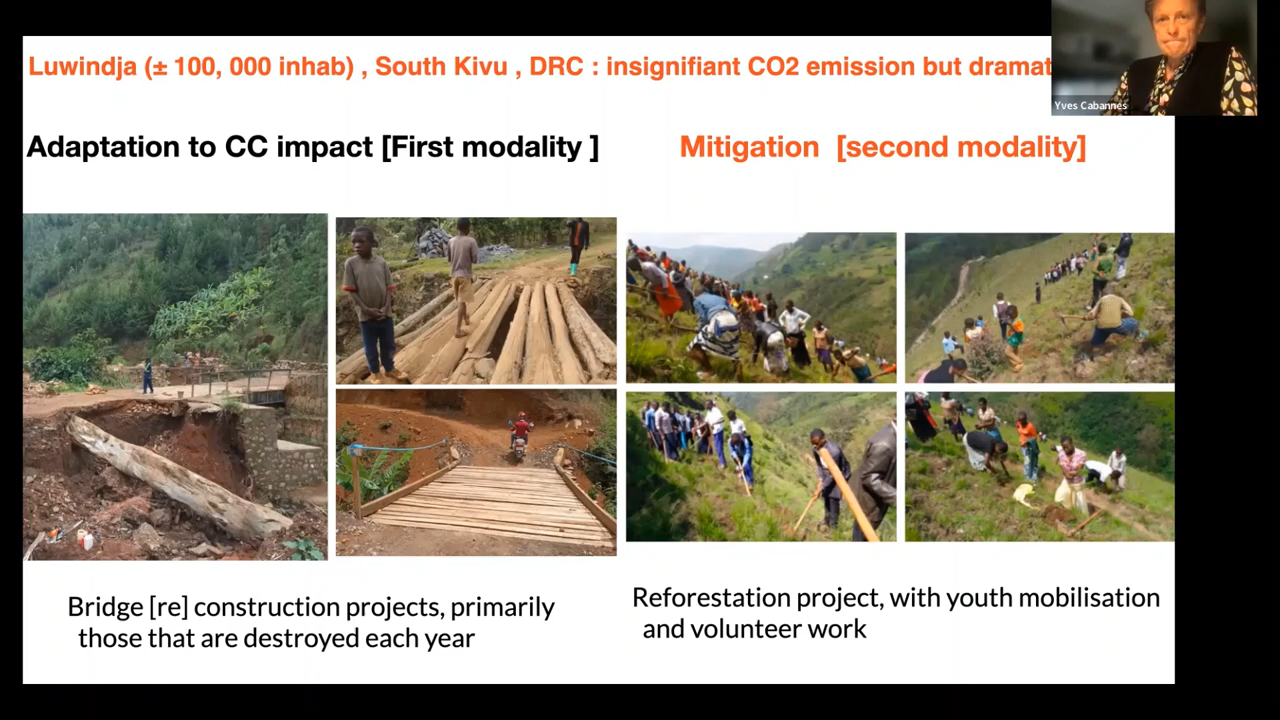 Luwindja (± 100, 000 inhab) , South Kivu , DRC : insignifiant CO2 emission but dramat
Yves Cabannes
Adaptation to CC impact [First modality ]
Mitigation [second modality]
Bridge [re] construction projects, primarily
those that are destroyed each year
Reforestation project, with youth mobilisation
and volunteer work